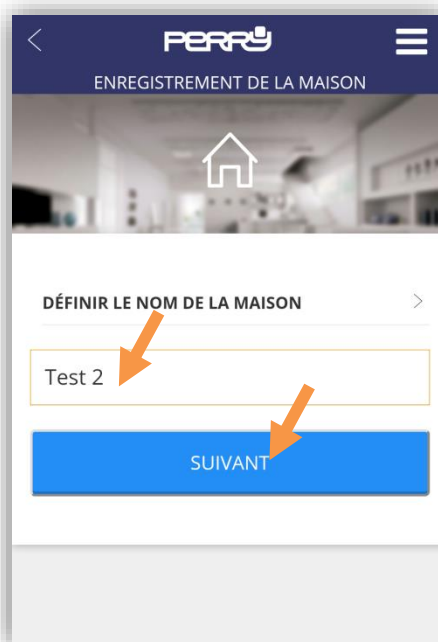 PERRY
ENREGISTREMENT DE LA MAISON
DÉFINIR LE NOM DE LA MAISON
Test 2
SUIVANT